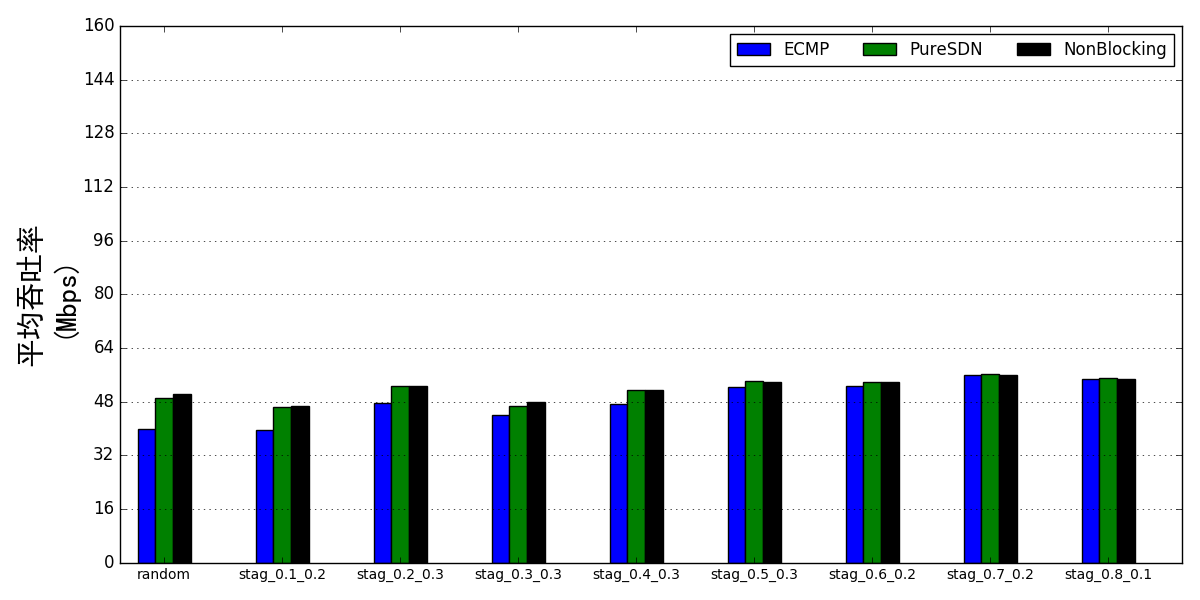 160
144
128
112
96
80
64
48
32
16
0
平均吞吐率
(Mbps)
ECMP PureSDN NonBlocking
random stag_0.1_0.2 stag_0.2_0.3 stag_0.3_0.3 stag_0.4_0.3 stag_0.5_0.3 stag_0.6_0.2 stag_0.7_0.2 stag_0.8_0.1